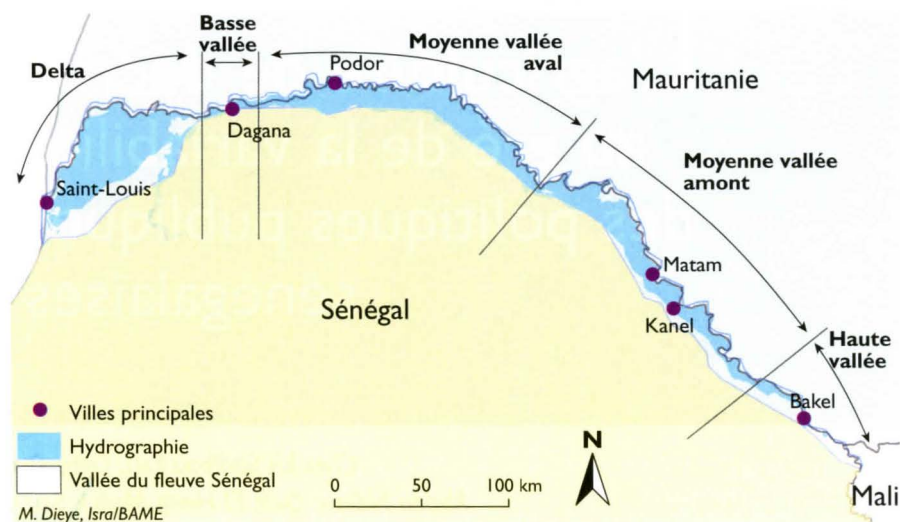 Basse
vallée
Delta
Moyenne vallée
aval
Podor
Mauritanie
Dagana
Moyenne vallée
amont
Saint-Louis
Matam
Sénégal
Kanel
Haute
vallée
Villes principales
Bakel
Hydrographie
N
Vallée du fleuve Sénégal
0 50 100 km
Mali
M. Dieye, Isra/BAME